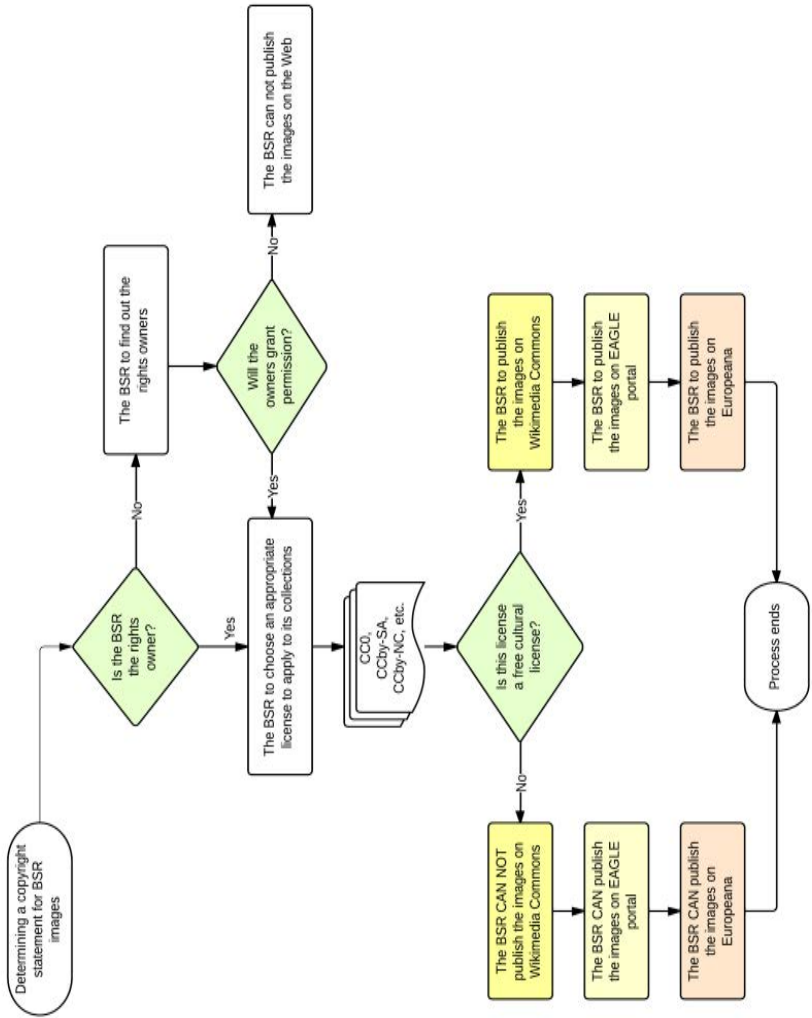 Determining a copyright
statement for BSR
images
Is the BSR
the rights
owner?
No
The BSR to find out the
rights owners
Yes
Will the
owners grant
permission?
No
The BSR can not publish
the images on the Web
Yes
The BSR to choose an appropriate
license to apply to its collections
CC0,
CCby-SA,
CCby-NC, etc.
Is this license
a free cultural
license?
No
The BSR CAN NOT
publish the images on
Wikimedia Commons
The BSR CAN publish
the images on EAGLE
portal
The BSR CAN publish
the images on
Europeana
Yes
The BSR to publish
the images on
Wikimedia Commons
The BSR to publish
the images on EAGLE
portal
The BSR to publish
the images on
Europeana
Process ends